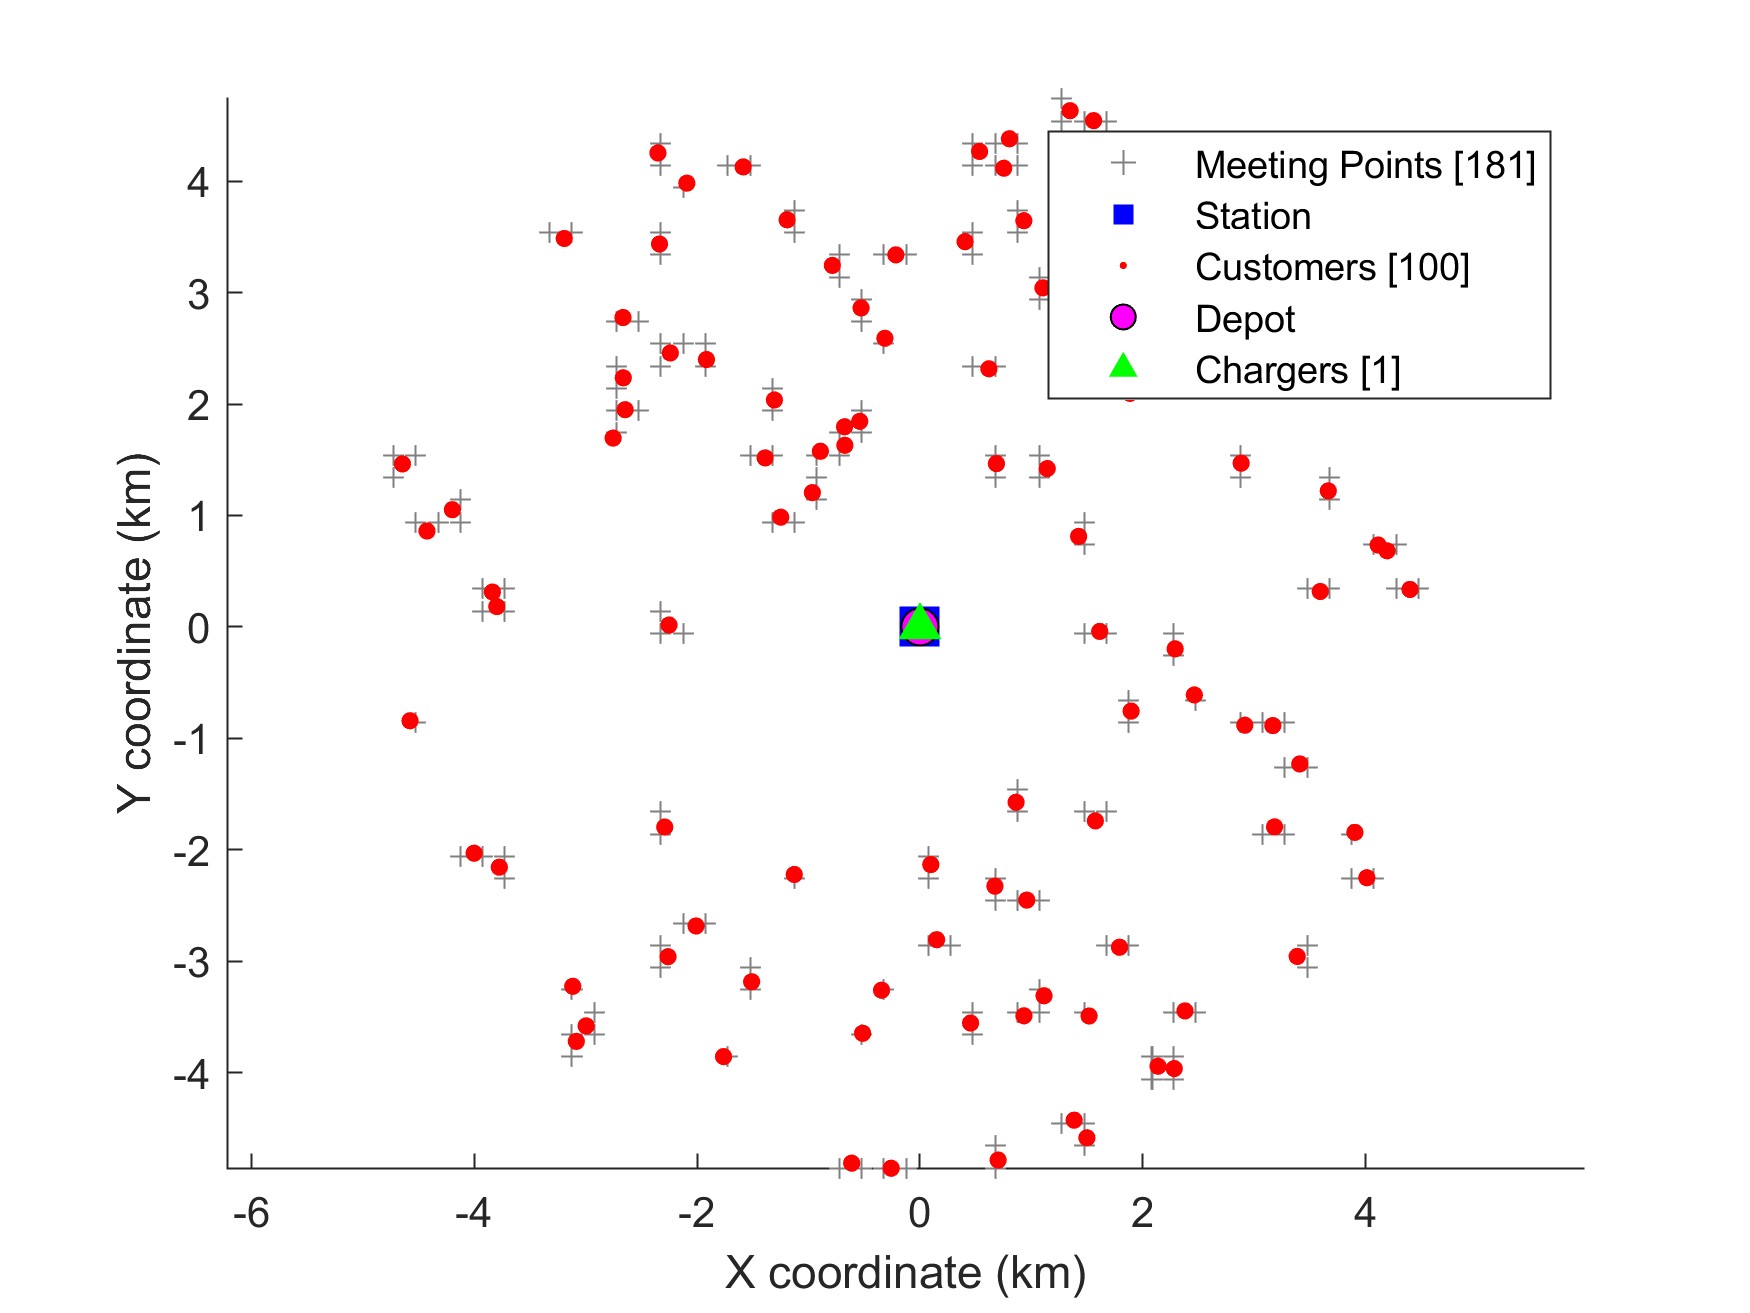 Meeting Points [181]
Station
Customers [100]
Depot
Chargers [1]
4
3
2
1
0
-1
-2
-3
-4
Y coordinate (km)
-6 -4 -2 0 2 4
X coordinate (km)